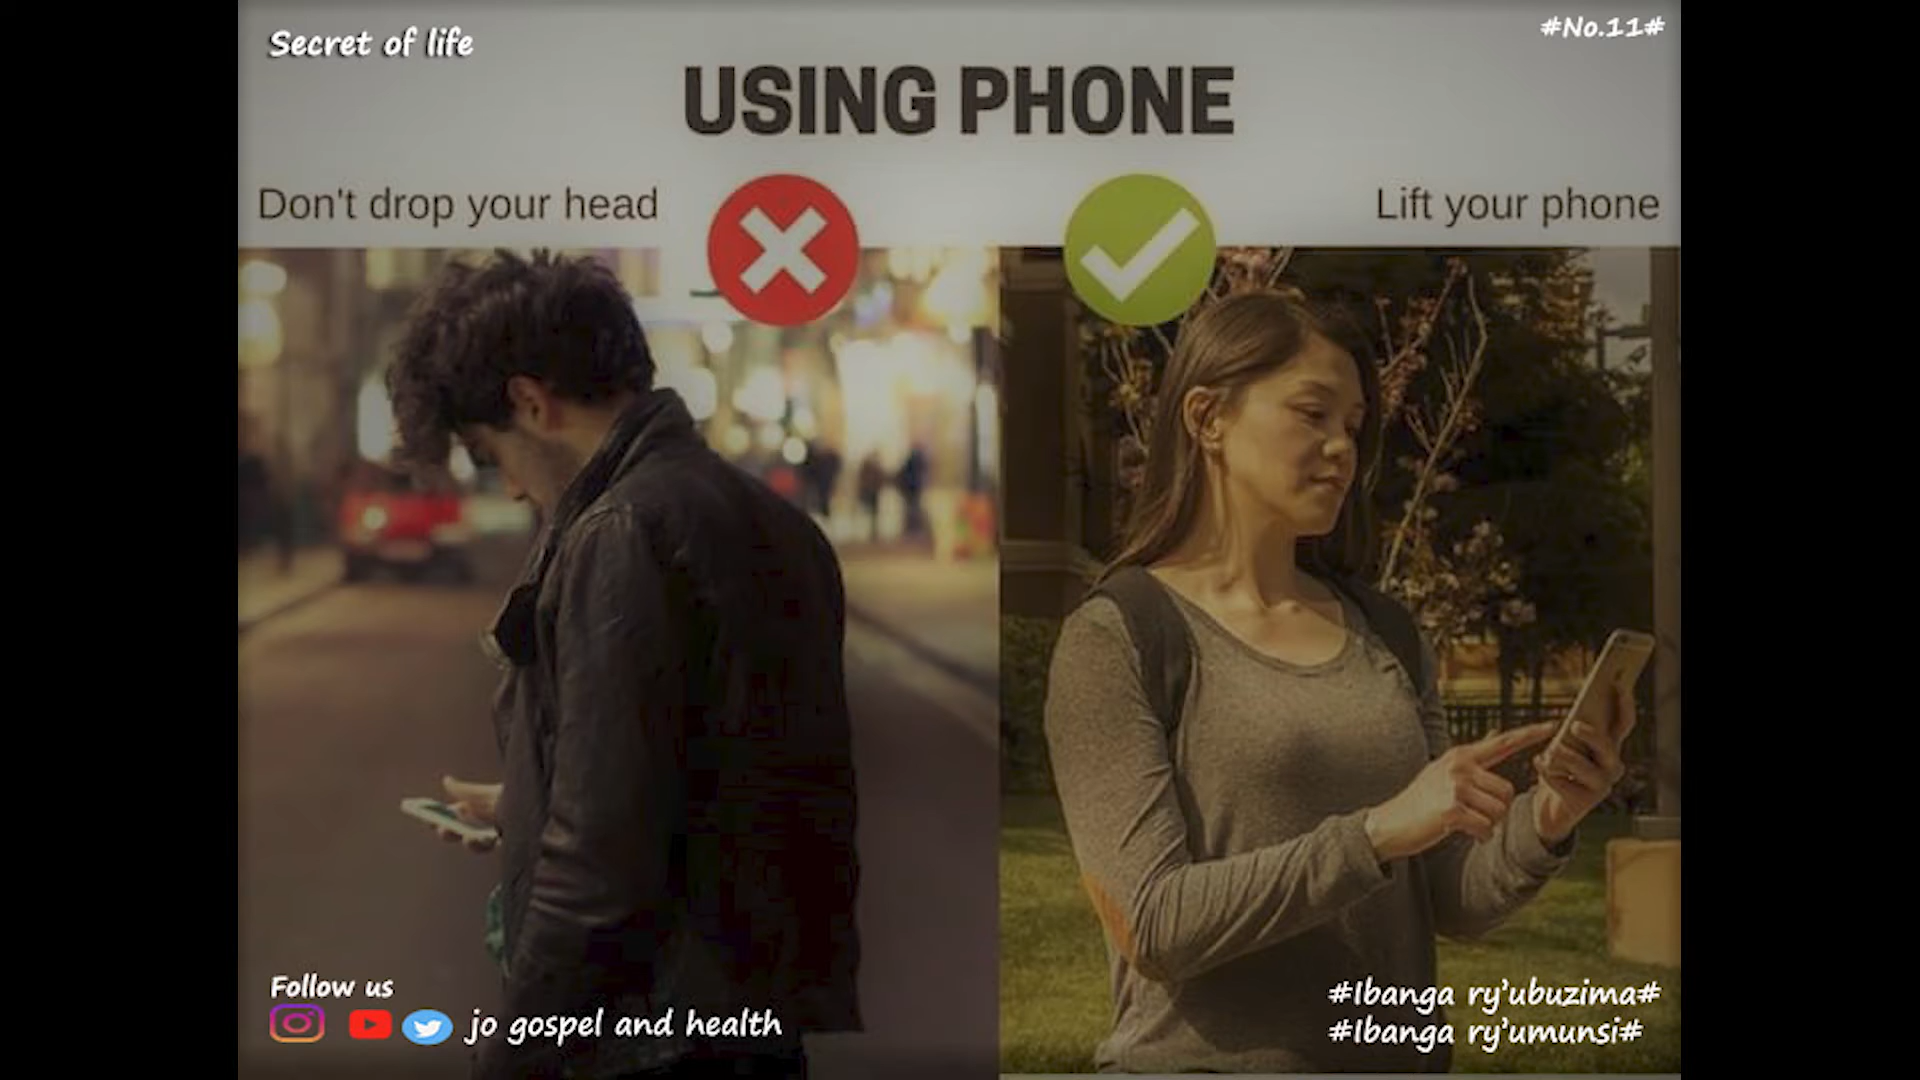 Secret of life
#No.11#
USING PHONE
Don't drop your head
Lift your phone
Follow us
jo gospel and health
#Ibanga ry'ubuzima#
#Ibanga ry'umunsi#